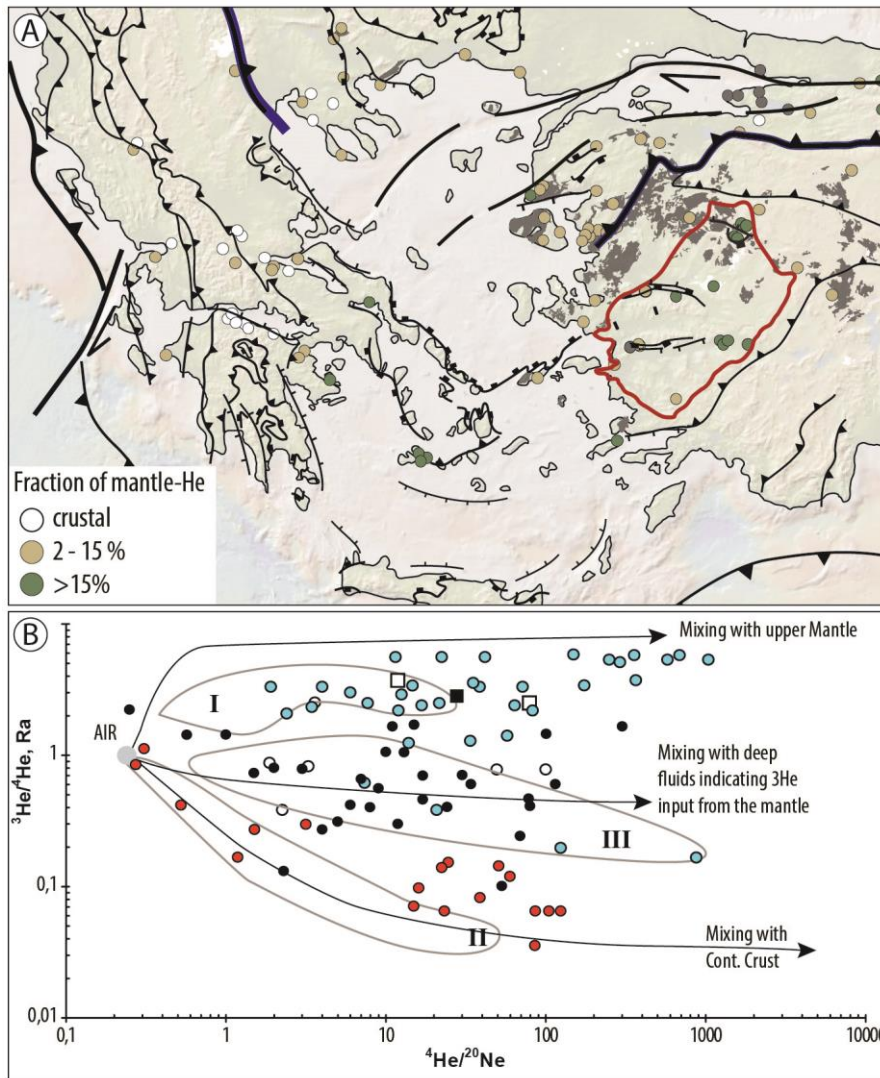 A
Fraction of mantle-He
crustal
2 - 15 %
>15%
B
³He/⁴He, Ra
1
0,1
0,01
0,1
1
10
100
1000
10000
⁴He/²⁰Ne
AIR
I
II
III
Mixing with upper Mantle
Mixing with deep
fluids indicating 3He
input from the mantle
Mixing with
Cont. Crust